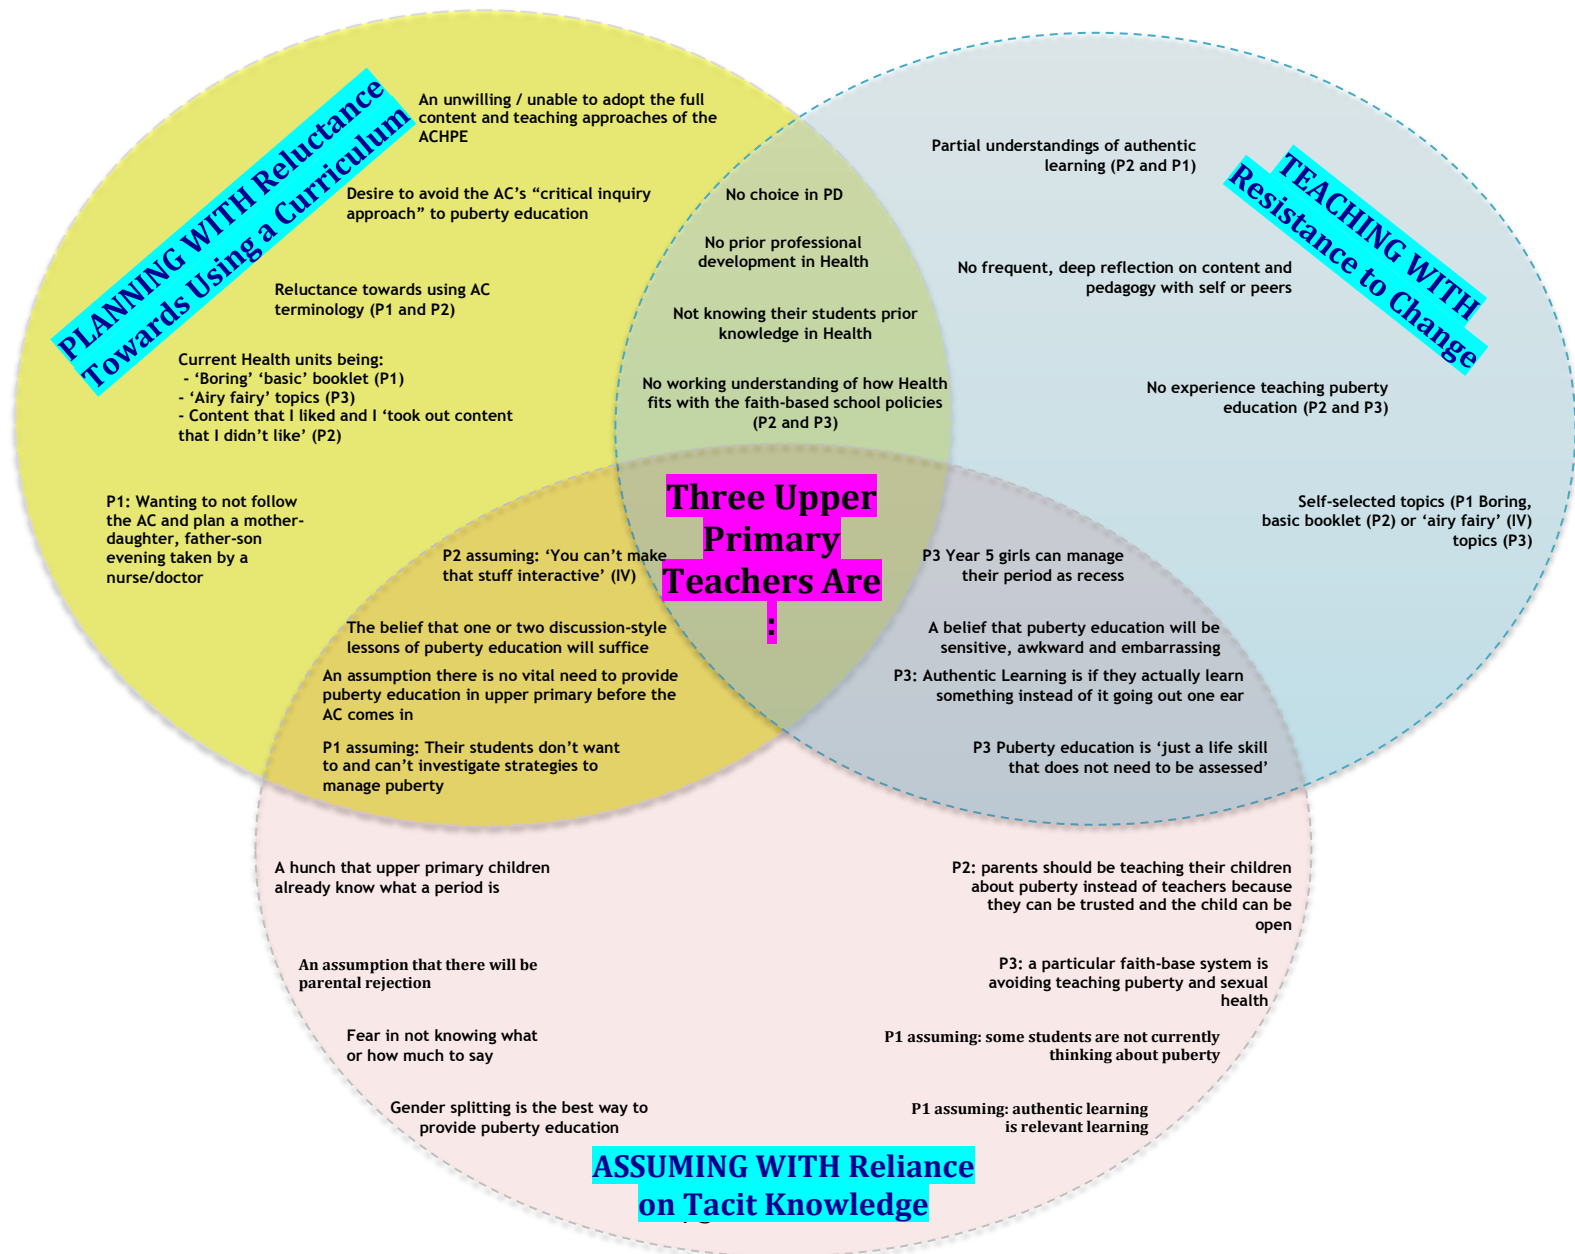 PLANNING WITH Reluctance
Towards Using a Curriculum
An unwilling / unable to adopt the full
content and teaching approaches of the
ACHPE
Desire to avoid the AC’s “critical inquiry
approach” to puberty education
Reluctance towards using AC
terminology (P1 and P2)
Current Health units being:
- ‘Boring’ ‘basic’ booklet (P1)
- ‘Airy fairy’ topics (P3)
- Content that I liked and I ‘took out content
that I didn’t like’ (P2)
P1: Wanting to not follow
the AC and plan a mother-
daughter, father-son
evening taken by a
nurse/doctor
No choice in PD
No prior professional
development in Health
Not knowing their students prior
knowledge in Health
No working understanding of how Health
fits with the faith-based school policies
(P2 and P3)
TEACHING WITH
Resistance to Change
Partial understandings of authentic
learning (P2 and P1)
No frequent, deep reflection on content and
pedagogy with self or peers
No experience teaching puberty
education (P2 and P3)
Self-selected topics (P1 Boring,
basic booklet (P2) or ‘airy fairy’ (IV)
topics (P3)
Three Upper
Primary
Teachers Are
:
P2 assuming: ‘You can’t make
that stuff interactive’ (IV)
The belief that one or two discussion-style
lessons of puberty education will suffice
An assumption there is no vital need to provide
puberty education in upper primary before the
AC comes in
P1 assuming: Their students don’t want
to and can’t investigate strategies to
manage puberty
P3 Year 5 girls can manage
their period as recess
A belief that puberty education will be
sensitive, awkward and embarrassing
P3: Authentic Learning is if they actually learn
something instead of it going out one ear
P3 Puberty education is ‘just a life skill
that does not need to be assessed’
A hunch that upper primary children
already know what a period is
An assumption that there will be
parental rejection
Fear in not knowing what
or how much to say
Gender splitting is the best way to
provide puberty education
P2: parents should be teaching their children
about puberty instead of teachers because
they can be trusted and the child can be
open
P3: a particular faith-base system is
avoiding teaching puberty and sexual
health
P1 assuming: some students are not currently
thinking about puberty
P1 assuming: authentic learning
is relevant learning
ASSUMING WITH Reliance
on Tacit Knowledge